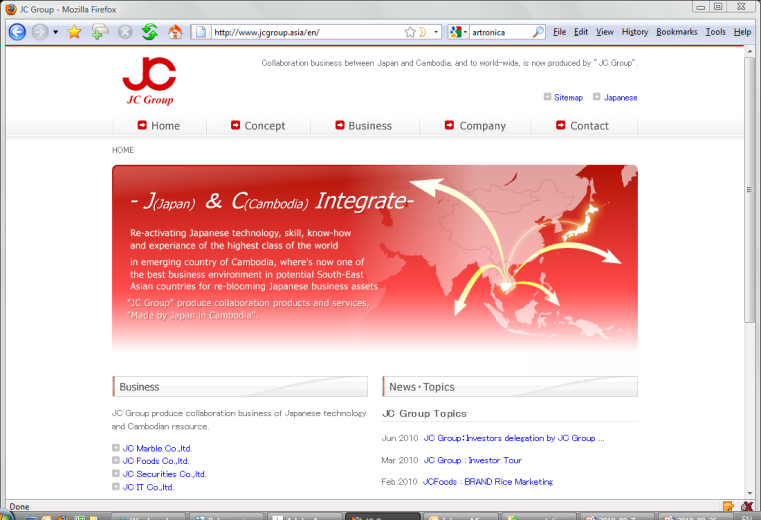 JC Group - Mozilla Firefox
http://www.jcgroup.asia/en/
artronica
File Edit View History Bookmarks Tools Help
JC
JC Group
Collaboration business between Japan and Cambodia, and to world-wide, is now produced by "JC Group".
Sitemap Japanese
Home Concept Business Company Contact
HOME
- J(Japan) & C(Cambodia) Integrate-
Re-activating Japanese technology, skill, know-how
and experiance of the highest class of the world
in emerging country of Cambodia, where's now one of
the best business environment in potential South-East
Asian countries for re-blooming Japanese business assets
"JC Group" produce collaboration products and services,
"Made by Japan in Cambodia".
Business
JC Group produce collaboration business of Japanese technology
and Cambodian resource.
JC Marble Co.,ltd.
JC Foods Co.,ltd.
JC Securities Co.,ltd.
JC IT Co.,ltd.
News・Topics
JC Group Topics
Jun 2010 JC Group:Investors delegation by JC Group ...
Mar 2010 JC Group : Investor Tour
Feb 2010 JCFoods : BRAND Rice Marketing
Done